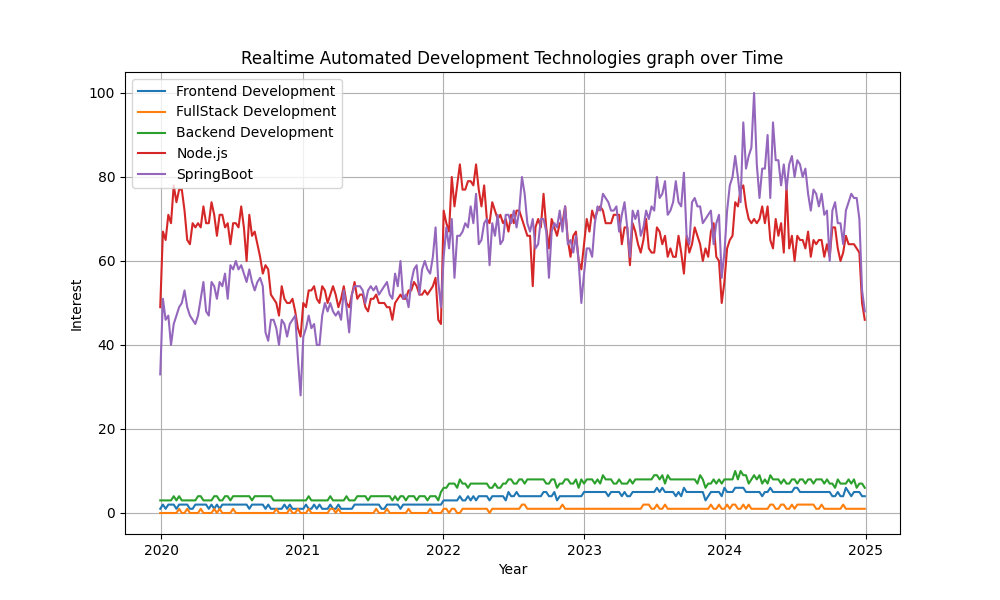 Realtime Automated Development Technologies graph over Time
Frontend Development
FullStack Development
Backend Development
Node.js
SpringBoot
100
80
60
40
20
0
Interest
2020 2021 2022 2023 2024 2025
Year